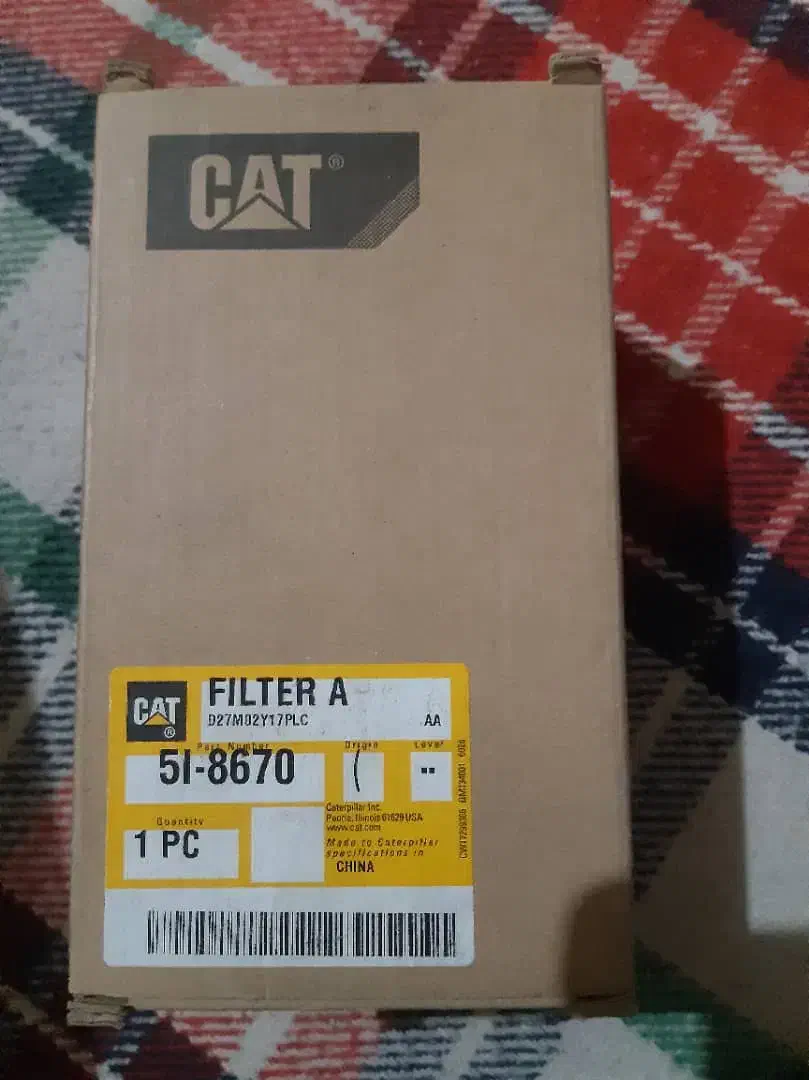 CAT®
CAT®
FILTER A
D27M02Y17PLC
AA
Part Number
Origin
Level
5I-8670
(
--
Quantity
1 PC
Caterpillar Inc.
Peoria, Illinois 61629 USA
www.cat.com
Made to Caterpillar
specifications in
CHINA